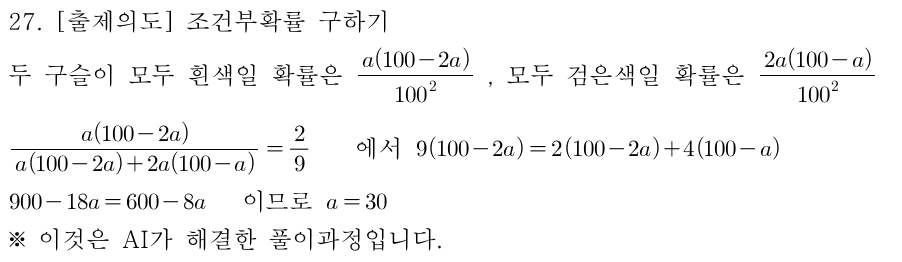 27. [출제의도] 조건부확률 구하기
두 구슬이 모두 흰색일 확률은 a(100-2a)/100², 모두 검은색일 확률은 2a(100-a)/100²
a(100-2a)/(a(100-2a)+2a(100-a)) = 2/9 에서 9(100-2a)=2(100-2a)+4(100-a)
900-18a=600-8a 이므로 a=30
※ 이것은 AI가 해결한 풀이과정입니다.